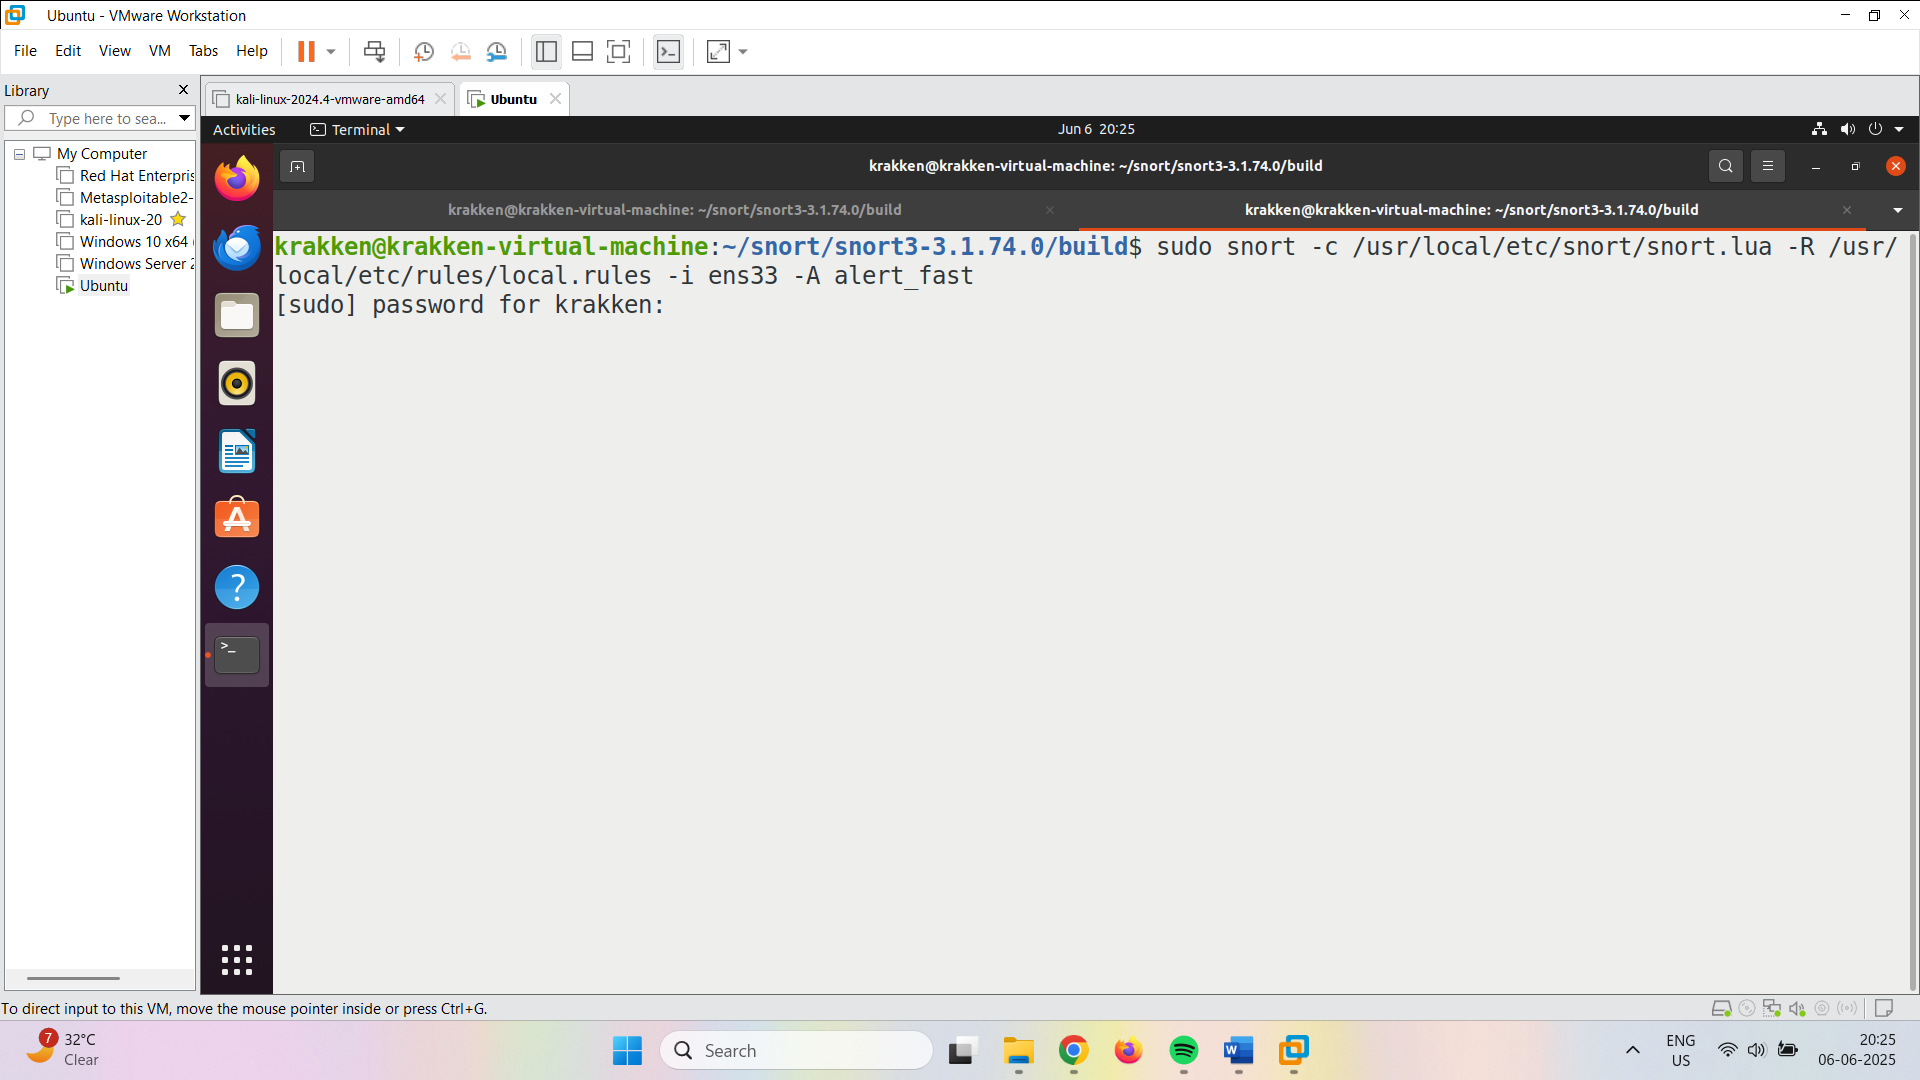 Ubuntu - VMware Workstation
File Edit View VM Tabs Help
Library
Type here to sea...
My Computer
Red Hat Enterpris
Metasploitable2-
kali-linux-20
Windows 10 x64
Windows Server 2
Ubuntu
kali-linux-2024.4-vmware-amd64
Ubuntu
Activities
Terminal
Jun 6 20:25
krakken@krakken-virtual-machine: ~/snort/snort3-3.1.74.0/build
krakken@krakken-virtual-machine: ~/snort/snort3-3.1.74.0/build
krakken@krakken-virtual-machine: ~/snort/snort3-3.1.74.0/build
krakken@krakken-virtual-machine:~/snort/snort3-3.1.74.0/build$ sudo snort -c /usr/local/etc/snort/snort.lua -R /usr/
local/etc/rules/local.rules -i ens33 -A alert_fast
[sudo] password for krakken:
To direct input to this VM, move the mouse pointer inside or press Ctrl+G.
7
32°C
Clear
Search
ENG
US
20:25
06-06-2025